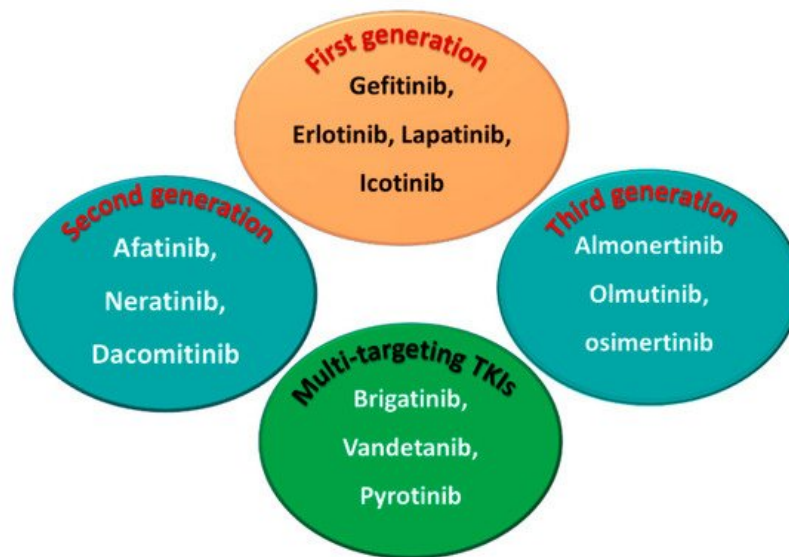 First generation
Gefitinib,
Erlotinib, Lapatinib,
Icotinib
Second generation
Afatinib,
Neratinib,
Dacomitinib
Third generation
Almonertinib
Olmutinib,
osimertinib
Multi-targeting TKIs
Brigatinib,
Vandetanib,
Pyrotinib